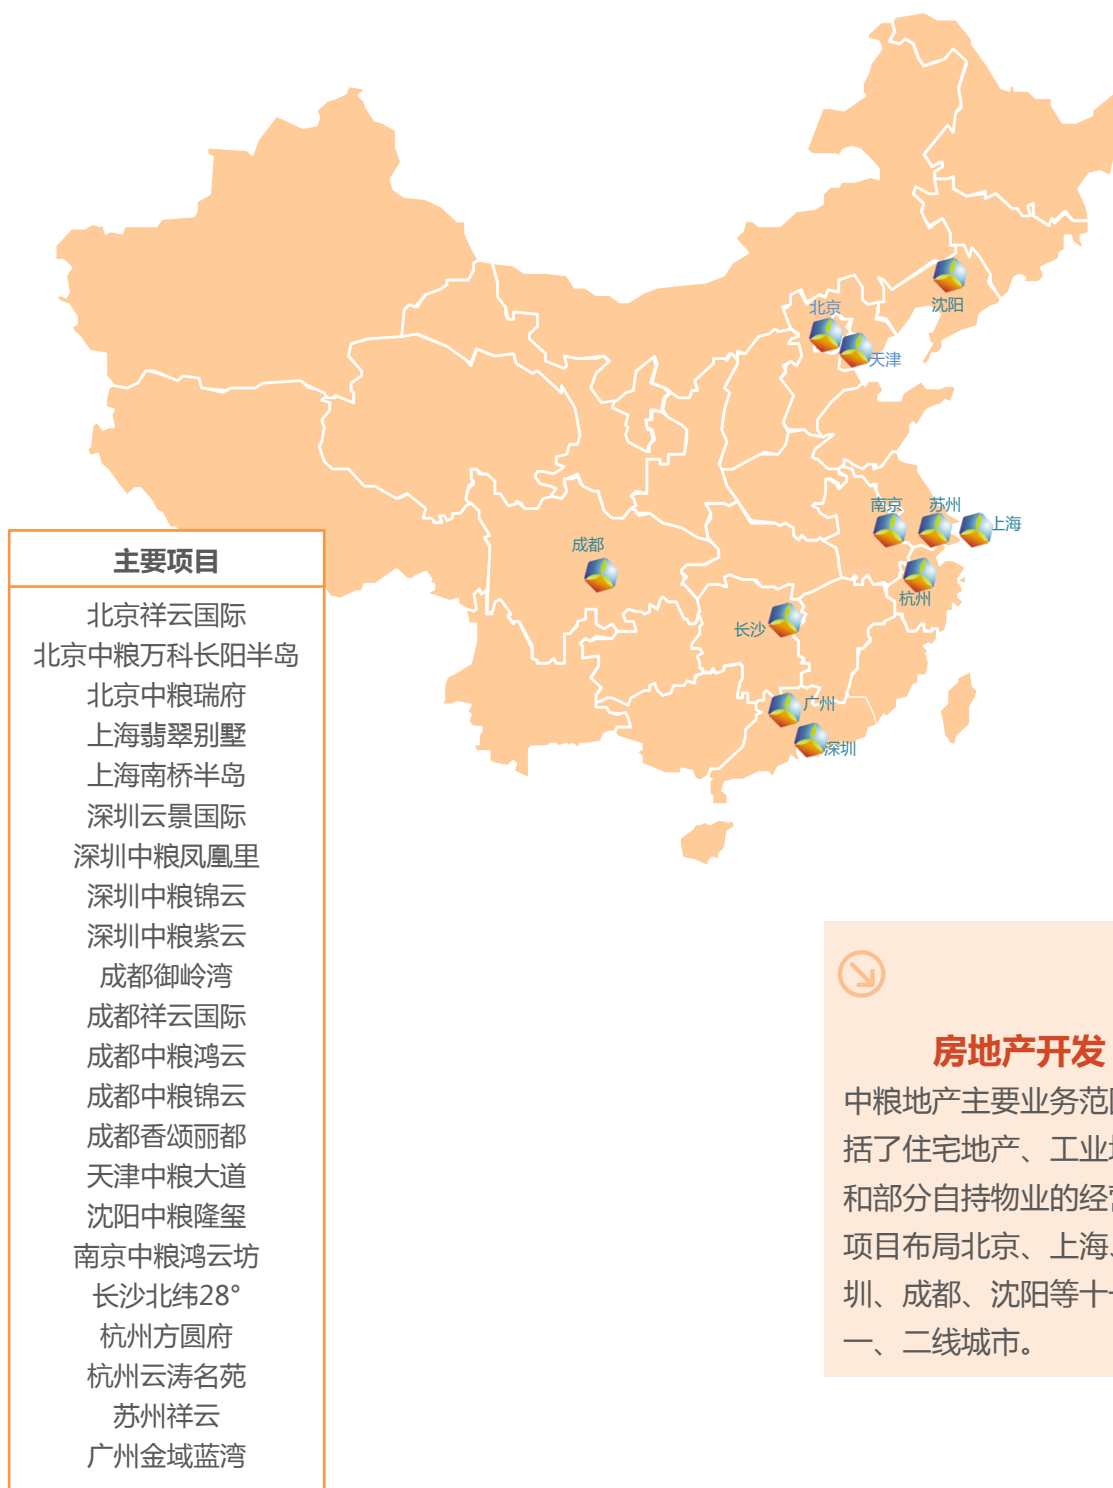 沈阳
北京
天津
南京
苏州
上海
成都
杭州
长沙
广州
深圳
主要项目
北京祥云国际
北京中粮万科长阳半岛
北京中粮瑞府
上海翡翠别墅
上海南桥半岛
深圳云景国际
深圳中粮凤凰里
深圳中粮锦云
深圳中粮紫云
成都御岭湾
成都祥云国际
成都中粮鸿云
成都中粮锦云
成都香颂丽都
天津中粮大道
沈阳中粮隆玺
南京中粮鸿云坊
长沙北纬28°
杭州方圆府
杭州云涛名苑
苏州祥云
广州金域蓝湾
房地产开发
中粮地产主要业务范
括了住宅地产、工业
和部分自持物业的经
项目布局北京、上海、
圳、成都、沈阳等十
一、二线城市。